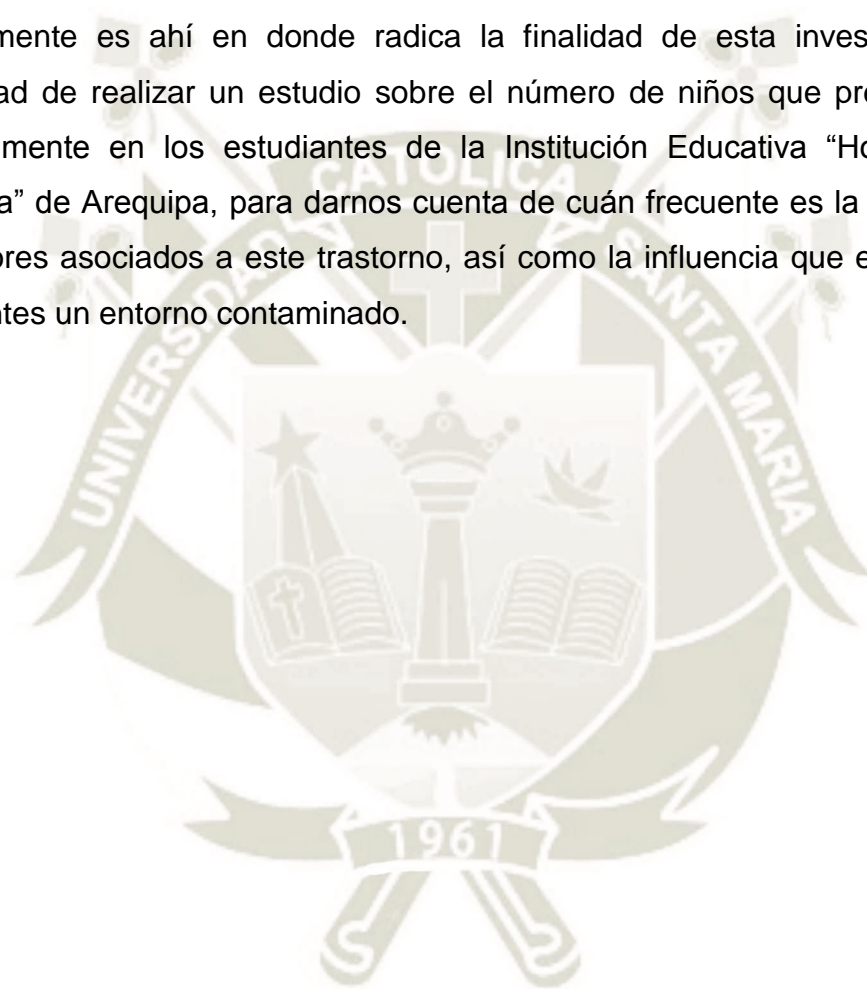 mente es ahí en donde radica la finalidad de esta inves
ad de realizar un estudio sobre el número de niños que pr
mente en los estudiantes de la Institución Educativa “Ho
a” de Arequipa, para darnos cuenta de cuán frecuente es la
ores asociados a este trastorno, así como la influencia que e
ntes un entorno contaminado.
UNIVERSIDAD CATOLICA SANTA MARIA
1961